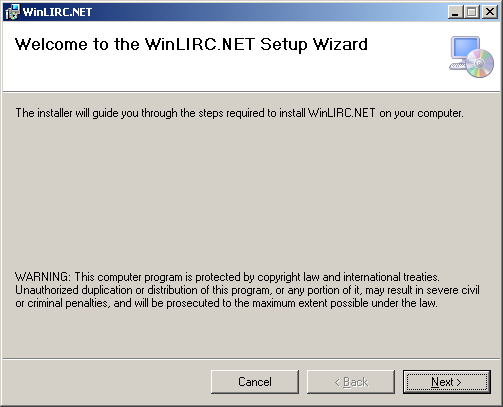 WinLIRC.NET
Welcome to the WinLIRC.NET Setup Wizard
The installer will guide you through the steps required to install WinLIRC.NET on your computer.
WARNING: This computer program is protected by copyright law and international treaties.
Unauthorized duplication or distribution of this program, or any portion of it, may result in severe civil
or criminal penalties, and will be prosecuted to the maximum extent possible under the law.
Cancel
< Back
Next >